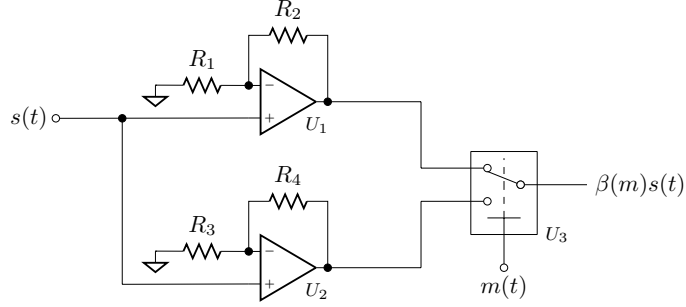 R₂
R₁
−
+
U₁
s(t)
R₄
R₃
−
+
U₂
β(m)s(t)
U₃
m(t)